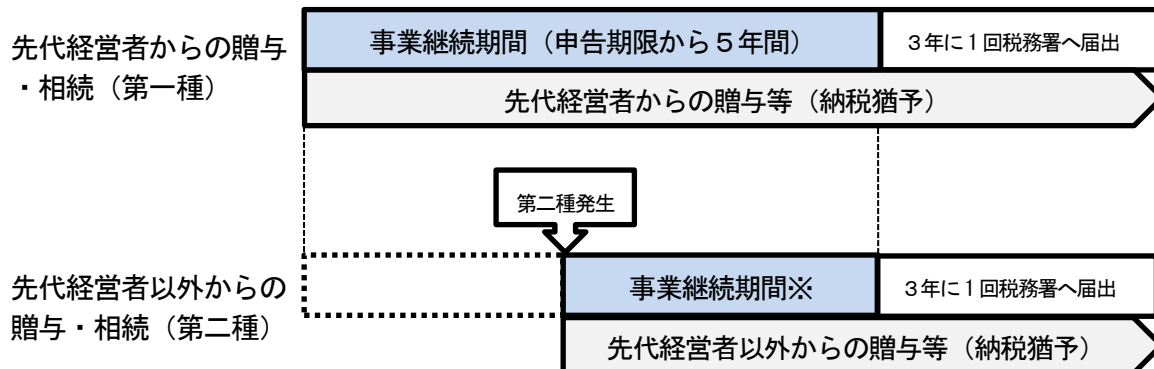 先代経営者からの贈与
・相続（第一種）
事業継続期間（申告期限から５年間）
３年に１回税務署へ届出
先代経営者からの贈与等（納税猶予）
第二種発生
先代経営者以外からの
贈与・相続（第二種）
事業継続期間※
３年に１回税務署へ届出
先代経営者以外からの贈与等（納税猶予）